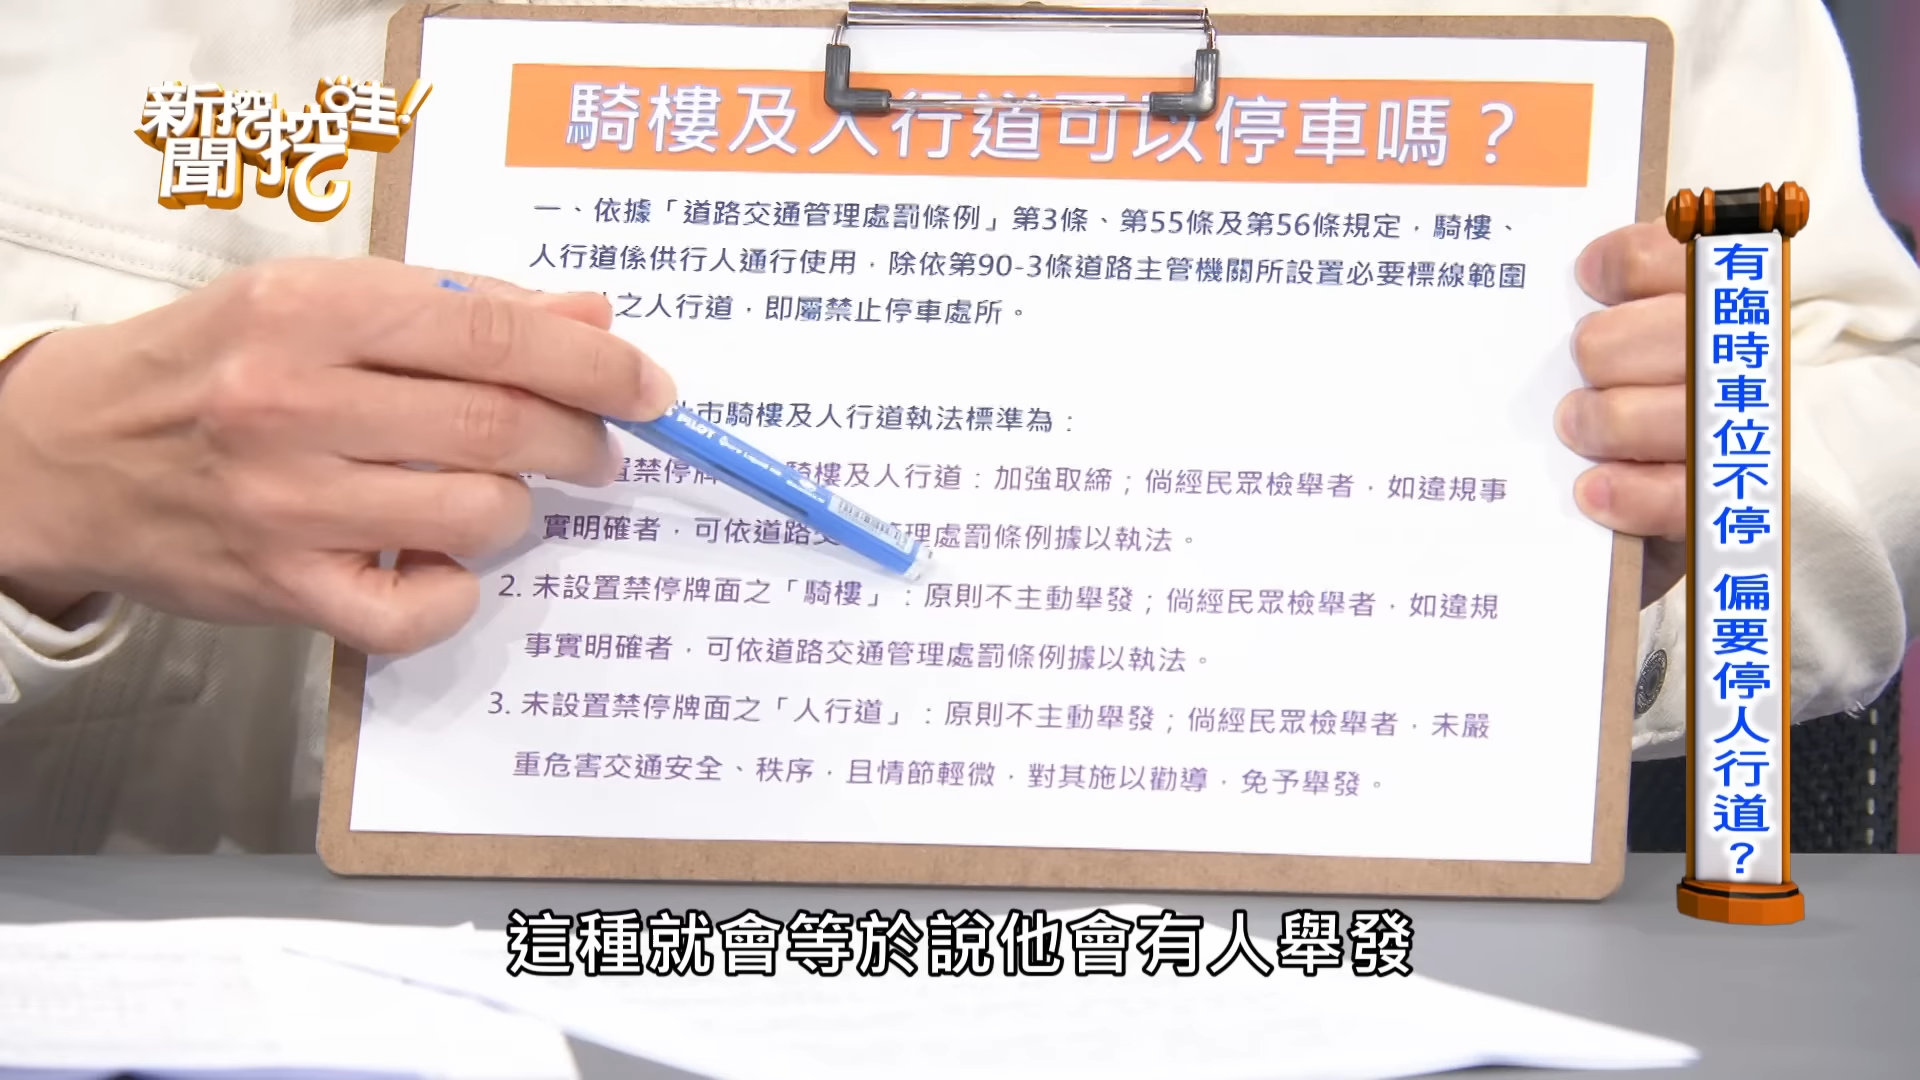 新聞挖挖哇!
騎樓及人行道可以停車嗎？
一、依據「道路交通管理處罰條例」第3條、第55條及第56條規定，騎樓、
人行道係供行人通行使用，除依第90-3條道路主管機關所設置必要標線範圍
之人行道，即屬禁止停車處所。
市騎樓及人行道執法標準為：
置禁停牌 騎樓及人行道：加強取締；倘經民眾檢舉者，如違規事
實明確者，可依道路交 管理處罰條例據以執法。
2. 未設置禁停牌面之「騎樓」：原則不主動舉發；倘經民眾檢舉者，如違規
事實明確者，可依道路交通管理處罰條例據以執法。
3. 未設置禁停牌面之「人行道」：原則不主動舉發；倘經民眾檢舉者，未嚴
重危害交通安全、秩序，且情節輕微，對其施以勸導，免予舉發。
PILOT
有臨時車位不停 偏要停人行道？
這種就會等於說他會有人舉發